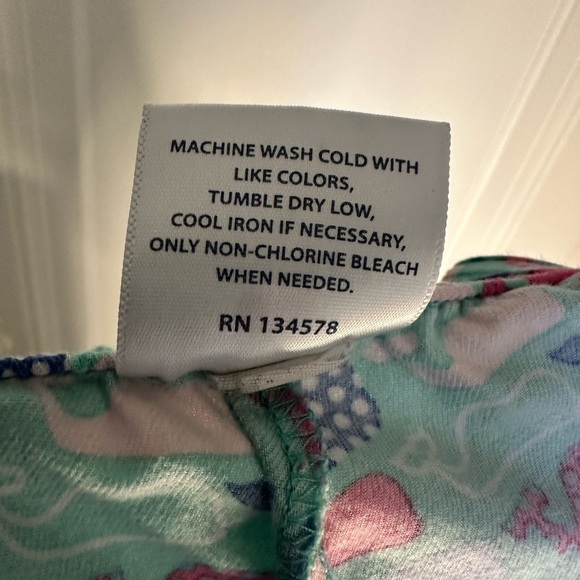 MACHINE WASH COLD WITH
LIKE COLORS,
TUMBLE DRY LOW,
COOL IRON IF NECESSARY,
ONLY NON-CHLORINE BLEACH
WHEN NEEDED.
RN 134578